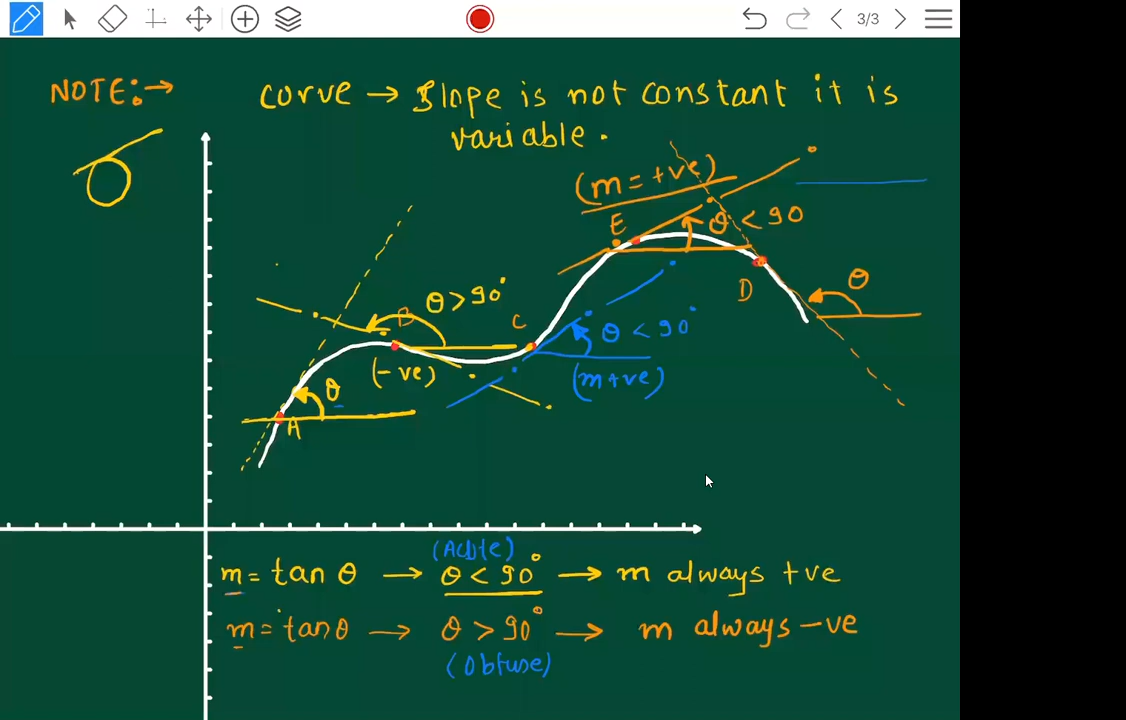 3/3
NOTE:→ curve → Slope is not constant it is
variable.
(m = +ve)
E
θ < 90
θ > 90°
B
C
D
θ
θ < 90°
(-ve)
(m+ve)
θ
A
(Acute)
m = tan θ → θ < 90° → m always +ve
m = tanθ → θ > 90° → m always -ve
(Obtuse)